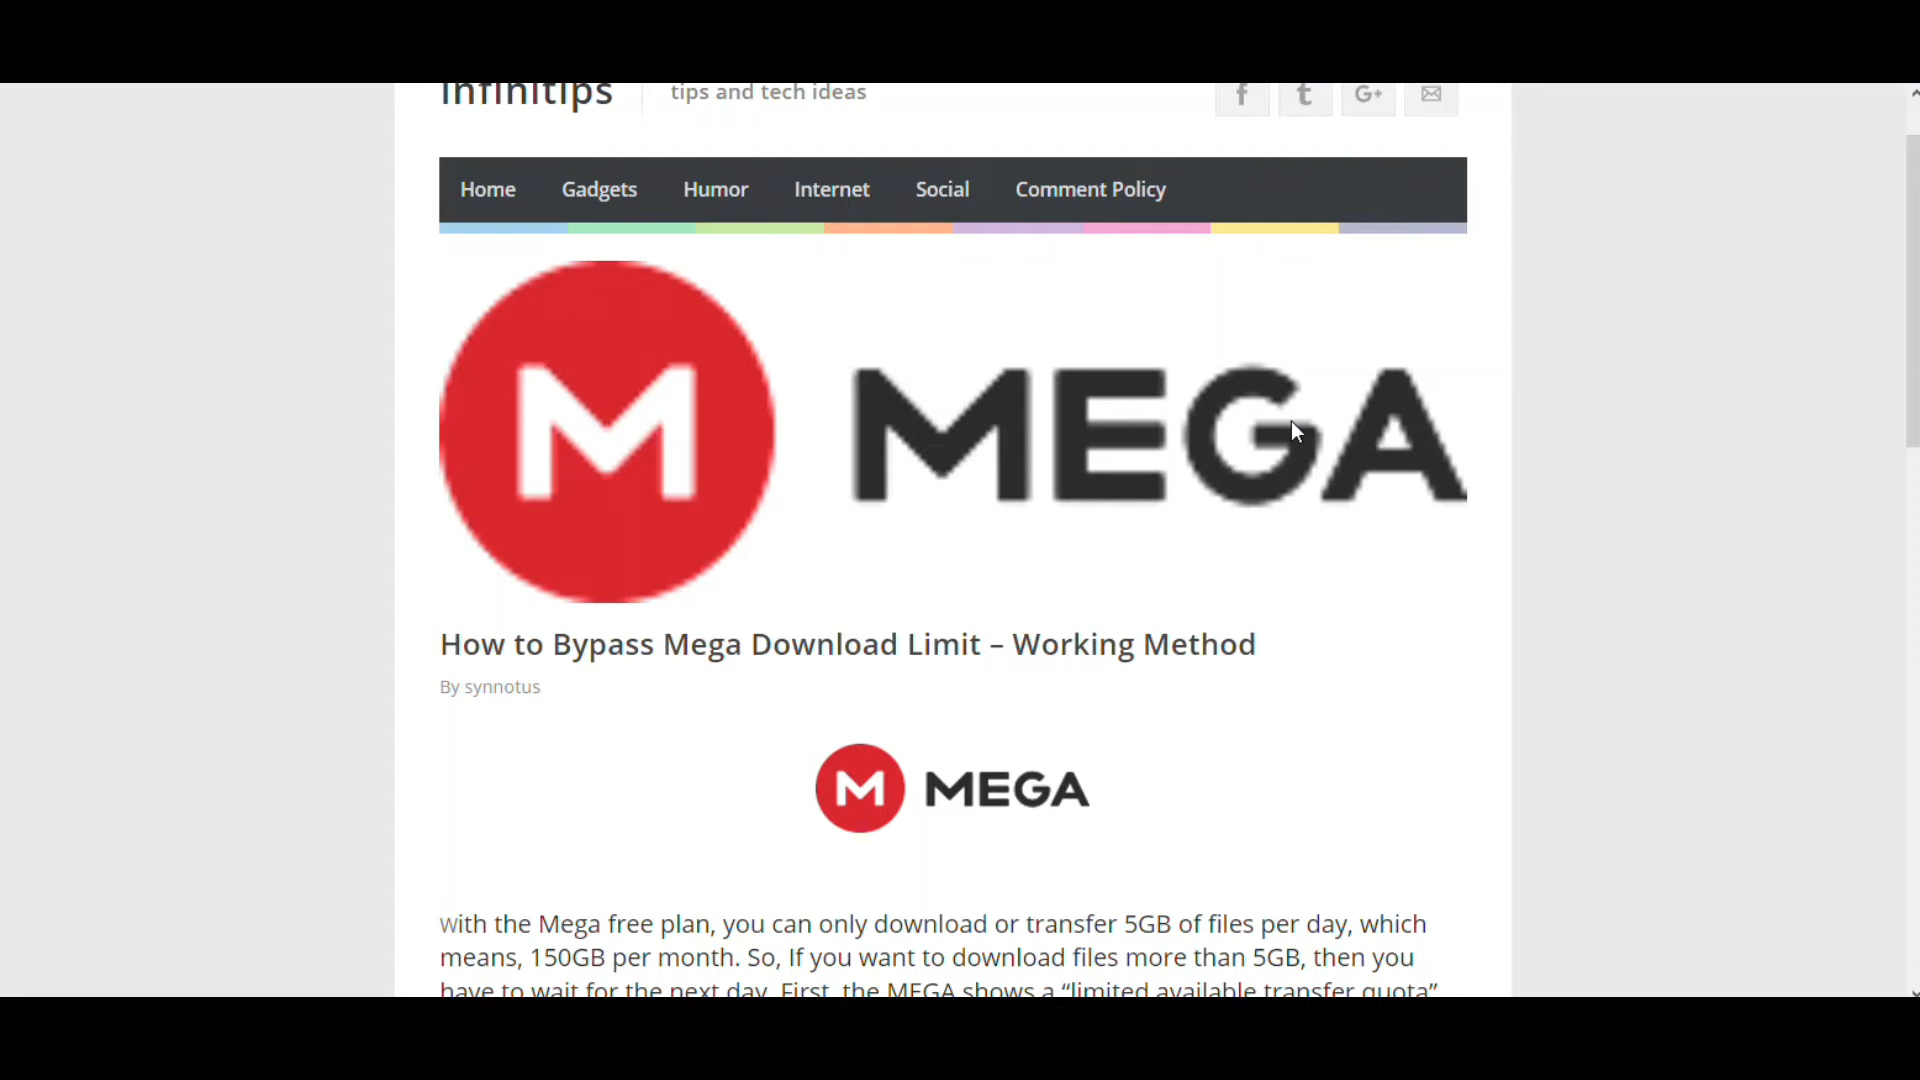 Infinitips
tips and tech ideas
f t G+
Home Gadgets Humor Internet Social Comment Policy
M MEGA
How to Bypass Mega Download Limit – Working Method
By synnotus
M MEGA
With the Mega free plan, you can only download or transfer 5GB of files per day, which
means, 150GB per month. So, If you want to download files more than 5GB, then you
have to wait for the next day. First, the MEGA shows a “limited available transfer quota”